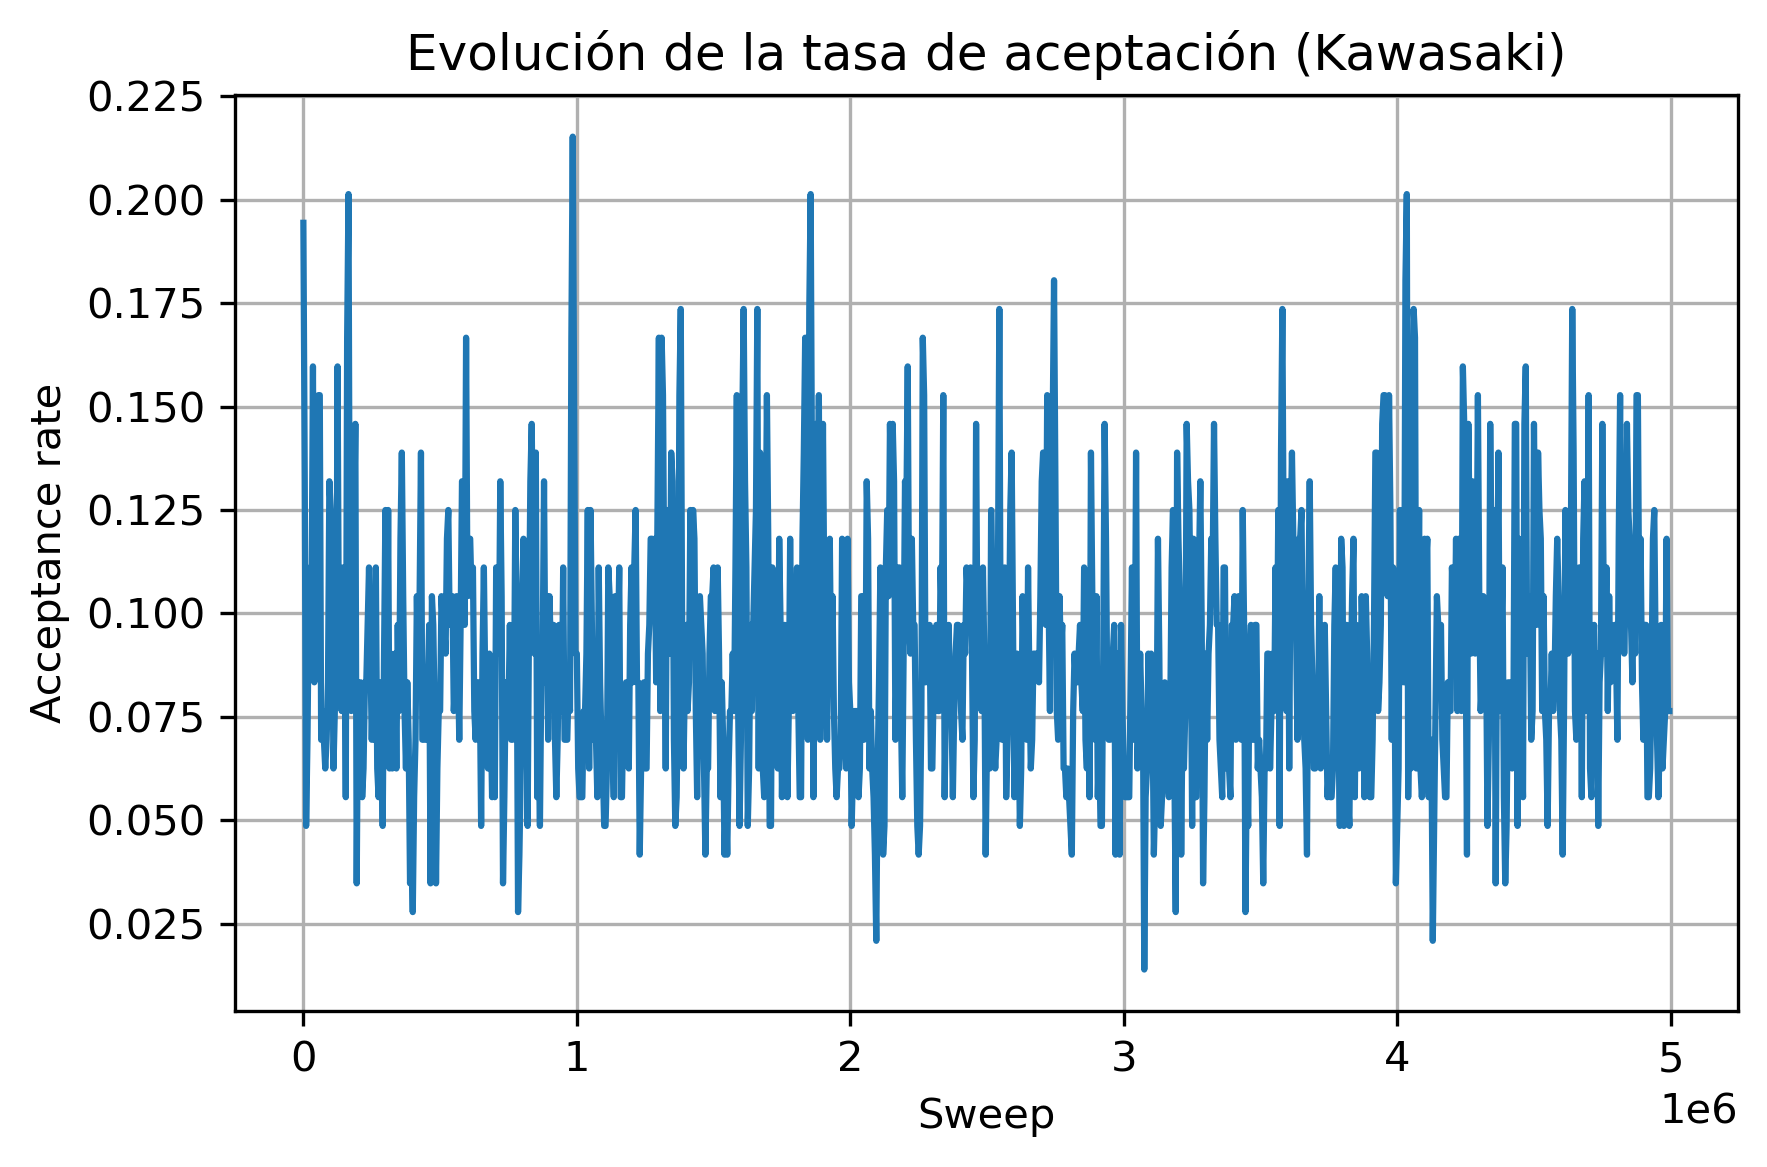 Evolución de la tasa de aceptación (Kawasaki)
0.225
0.200
0.175
0.150
0.125
0.100
0.075
0.050
0.025
Acceptance rate
0 1 2 3 4 5
1e6
Sweep